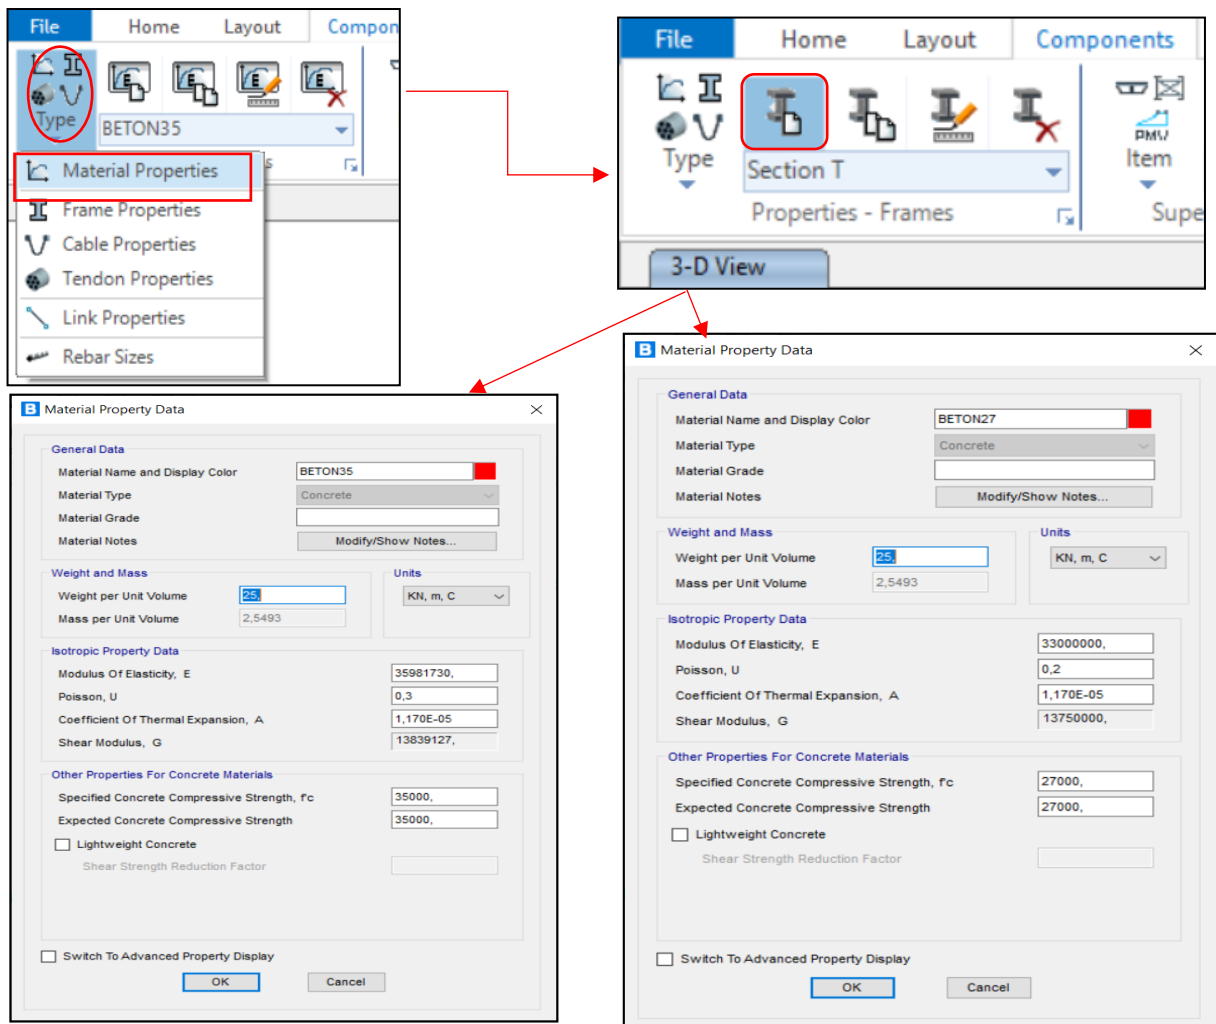 File Home Layout Compon
Type
BETON35
s
Material Properties
Frame Properties
Cable Properties
Tendon Properties
Link Properties
Rebar Sizes
File Home Layout Components
Type
Section T
Properties - Frames
PMM
Item
Supe
3-D View
B Material Property Data
General Data
Material Name and Display Color BETON35
Material Type Concrete
Material Grade
Material Notes Modify/Show Notes...
Weight and Mass Units
Weight per Unit Volume 25, KN, m, C
Mass per Unit Volume 2,5493
Isotropic Property Data
Modulus Of Elasticity, E 35981730,
Poisson, U 0,3
Coefficient Of Thermal Expansion, A 1,170E-05
Shear Modulus, G 13839127,
Other Properties For Concrete Materials
Specified Concrete Compressive Strength, f'c 35000,
Expected Concrete Compressive Strength 35000,
Lightweight Concrete
Shear Strength Reduction Factor
Switch To Advanced Property Display
OK Cancel
B Material Property Data
General Data
Material Name and Display Color BETON27
Material Type Concrete
Material Grade
Material Notes Modify/Show Notes...
Weight and Mass Units
Weight per Unit Volume 25, KN, m, C
Mass per Unit Volume 2,5493
Isotropic Property Data
Modulus Of Elasticity, E 33000000,
Poisson, U 0,2
Coefficient Of Thermal Expansion, A 1,170E-05
Shear Modulus, G 13750000,
Other Properties For Concrete Materials
Specified Concrete Compressive Strength, f'c 27000,
Expected Concrete Compressive Strength 27000,
Lightweight Concrete
Shear Strength Reduction Factor
Switch To Advanced Property Display
OK Cancel